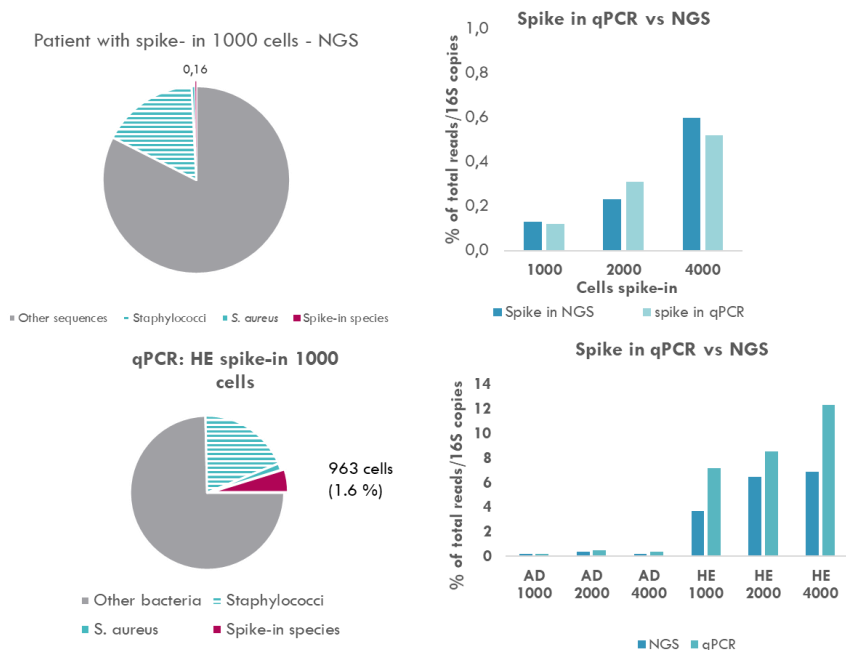 Patient with spike- in 1000 cells - NGS
0,16
Other sequences Staphylococci S. aureus Spike-in species
Spike in qPCR vs NGS
% of total reads/16S copies
1,0
0,8
0,6
0,4
0,2
0,0
1000 2000 4000
Cells spike-in
Spike in NGS spike in qPCR
qPCR: HE spike-in 1000
cells
963 cells
(1.6 %)
Other bacteria Staphylococci
S. aureus Spike-in species
Spike in qPCR vs NGS
% of total reads/16S copies
14
12
10
8
6
4
2
0
AD AD AD HE HE HE
1000 2000 4000 1000 2000 4000
NGS qPCR